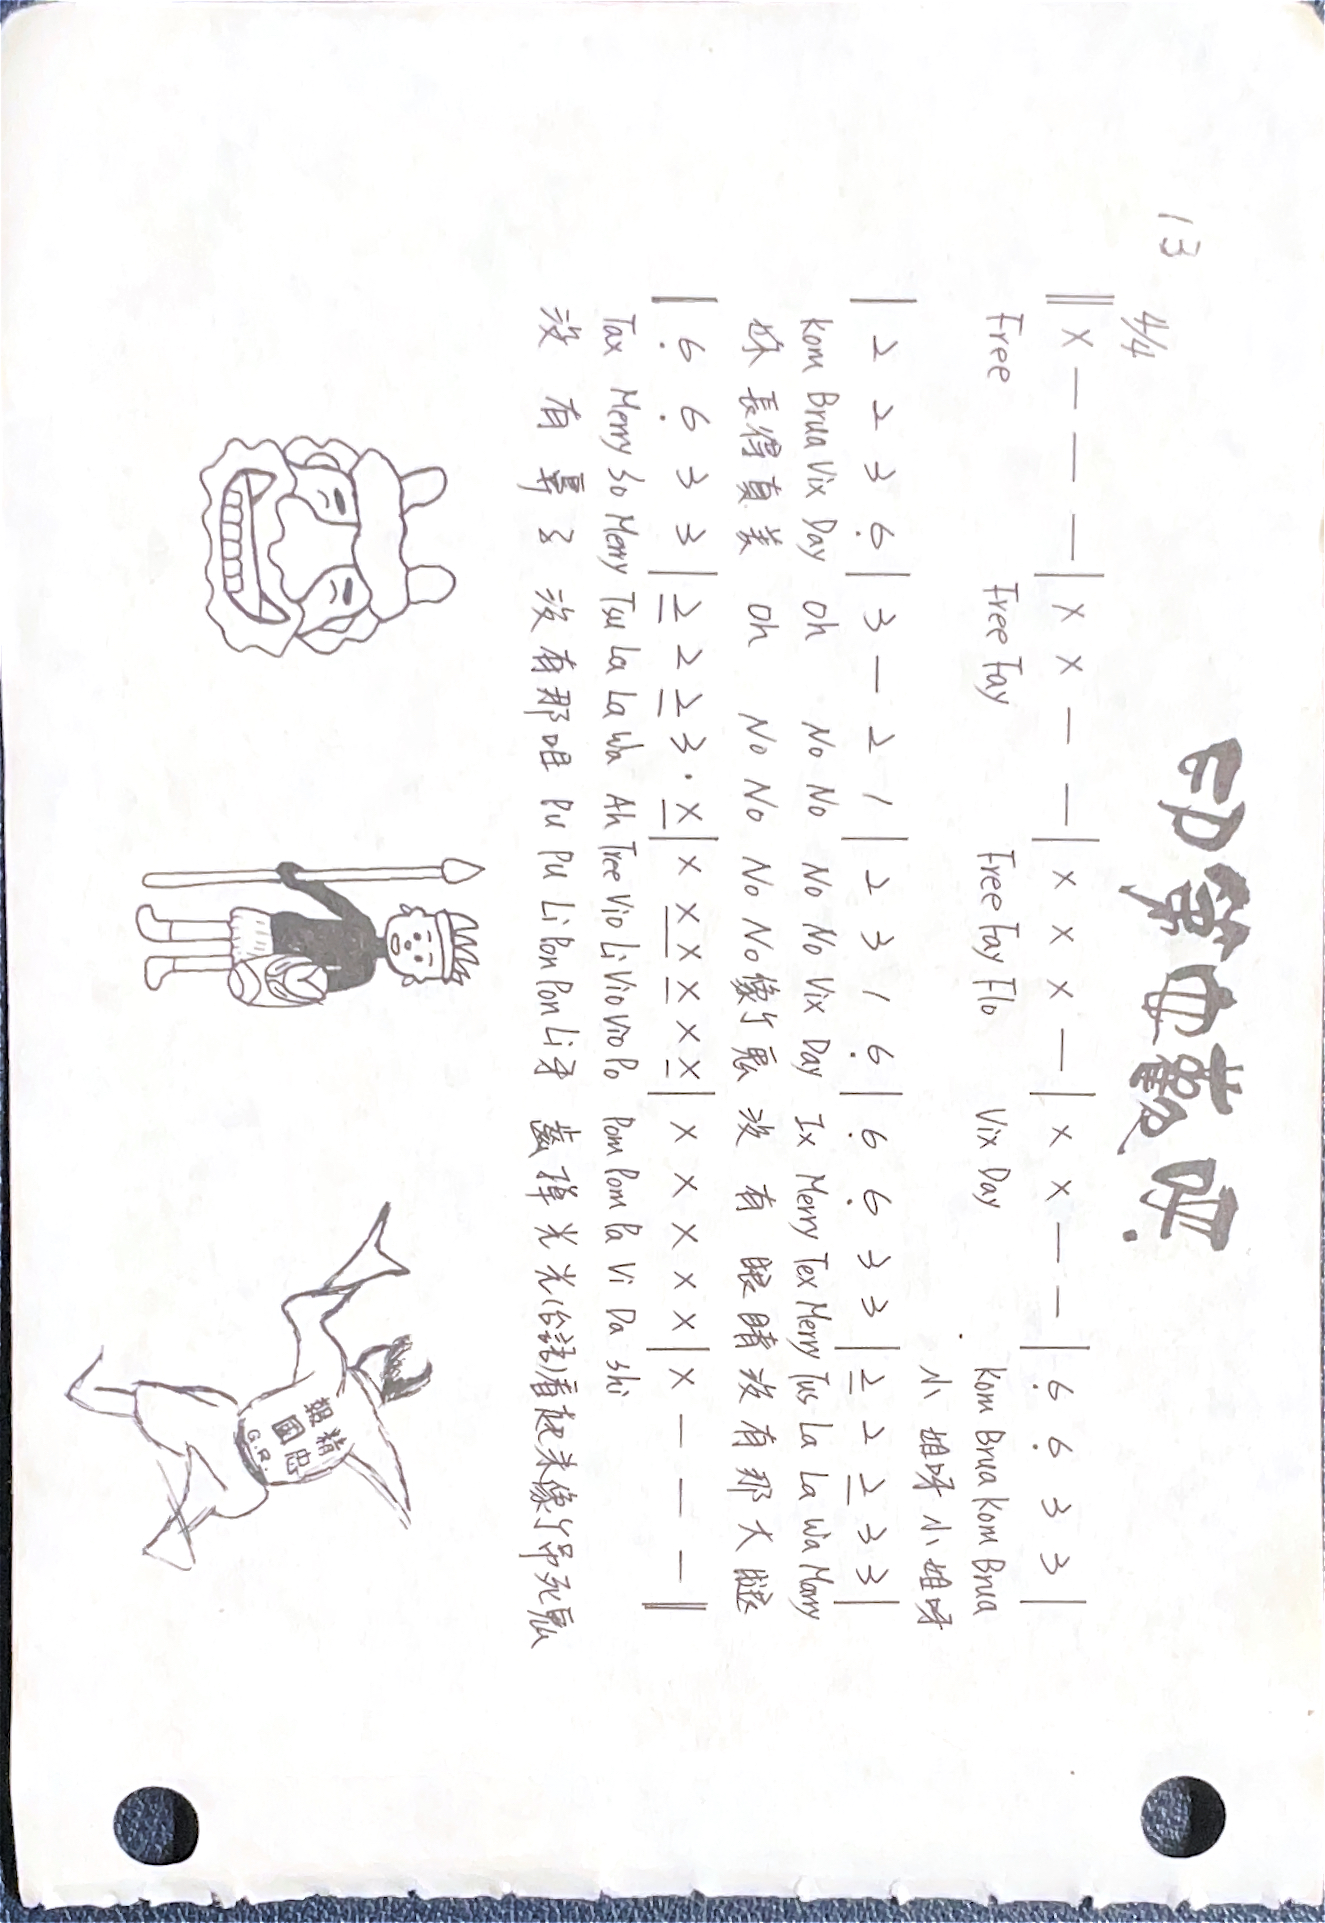 印第安觀呀.
13
4/4
‖ X — — — | X X — — | X X X — | X X — — | 6̣ 6̣ 3 3 |
Free Free Fay Free Fay Flo Vix Day Kom Brua Kom Brua
小 姐呀 小 姐呀
| 2 2 3 6̣ | 3 — 2 1 | 2 3 1 6̣ | 6̣ 6̣ 3 3 | 2̲ 2 2̲ 3 3 |
Kom Brua Vix Day Oh No No No No Vix Day Ix Merry Tex Merry Tus La La Wa Marry
妳 長得真美 Oh No No No No 像个鬼 沒有眼睛沒有那大腿
| 6̣ 6̣ 3 3 | 2̲ 2 2̲ 3 · X̲ | X X̲ X̲ X̲ X X̲ | X X X X X | X — — — ‖
Tax Merry So Merry Tsu La La Wa Ah Tree Vio Li Vio Vio Po Pom Pom Pa Vi Da shi
沒有鼻子 沒有那咀 Pu Pu Li Pon Pon Li 牙齒掉光光(台語)看起來像个吊死鬼
精忠
報國
G.R.